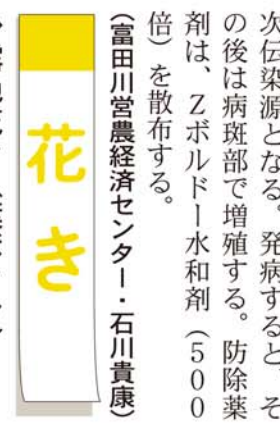 次伝染源となる。発病すると、そ
の後は病斑部で増殖する。防除薬
剤は、Zボルドー水和剤（500
倍）を散布する。
（富田川営農経済センター・石川貴康）
花き